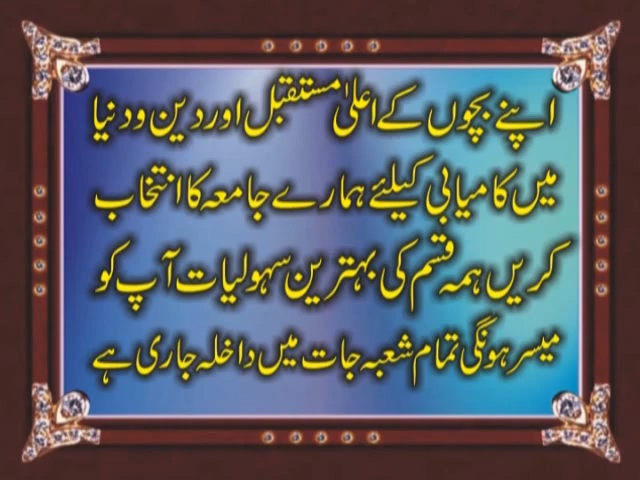 اپنے بچوں کے اعلیٰ مستقبل اور دین و دنیا
میں کامیابی کیلئے ہمارے جامعہ کا انتخاب
کریں ہمہ قسم کی بہترین سہولیات آپ کو
میسر ہونگی تمام شعبہ جات میں داخلہ جاری ہے